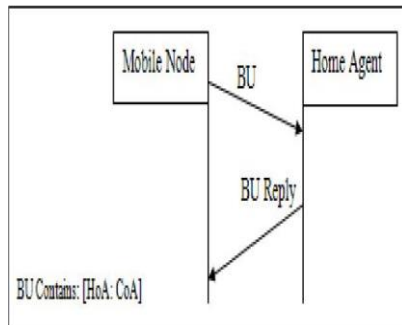 Mobile Node
Home Agent
BU
BU Reply
BU Contains: [HoA: CoA]